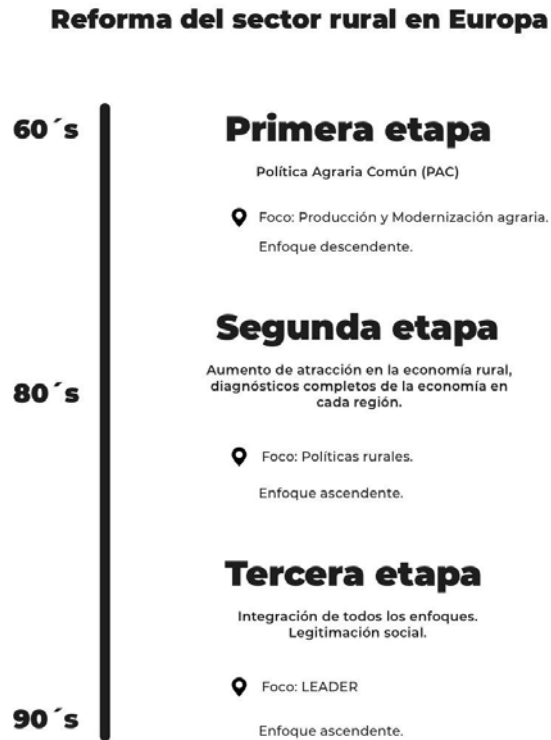 Reforma del sector rural en Europa
60´s
Primera etapa
Política Agraria Común (PAC)
Foco: Producción y Modernización agraria.
Enfoque descendente.
Segunda etapa
80´s
Aumento de atracción en la economía rural,
diagnósticos completos de la economía en
cada región.
Foco: Políticas rurales.
Enfoque ascendente.
Tercera etapa
Integración de todos los enfoques.
Legitimación social.
Foco: LEADER
90´s
Enfoque ascendente.